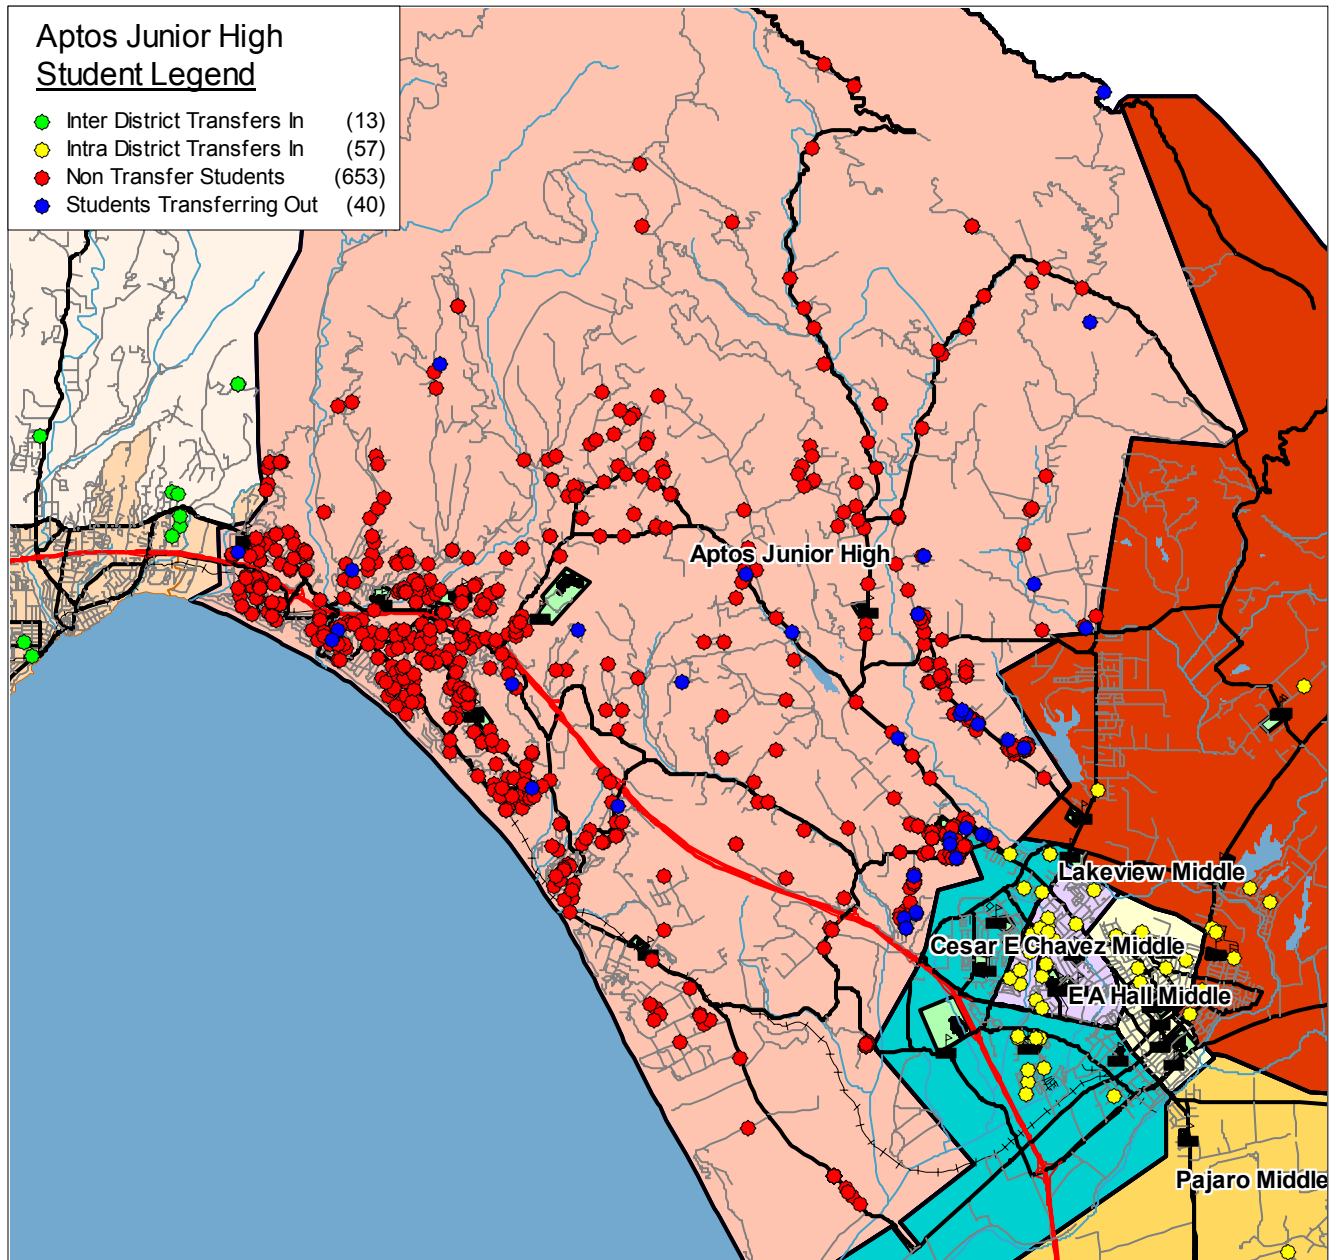 Aptos Junior High
Student Legend
Inter District Transfers In (13)
Intra District Transfers In (57)
Non Transfer Students (653)
Students Transferring Out (40)
Aptos Junior High
Lakeview Middle
Cesar E Chavez Middle
E A Hall Middle
Pajaro Middle